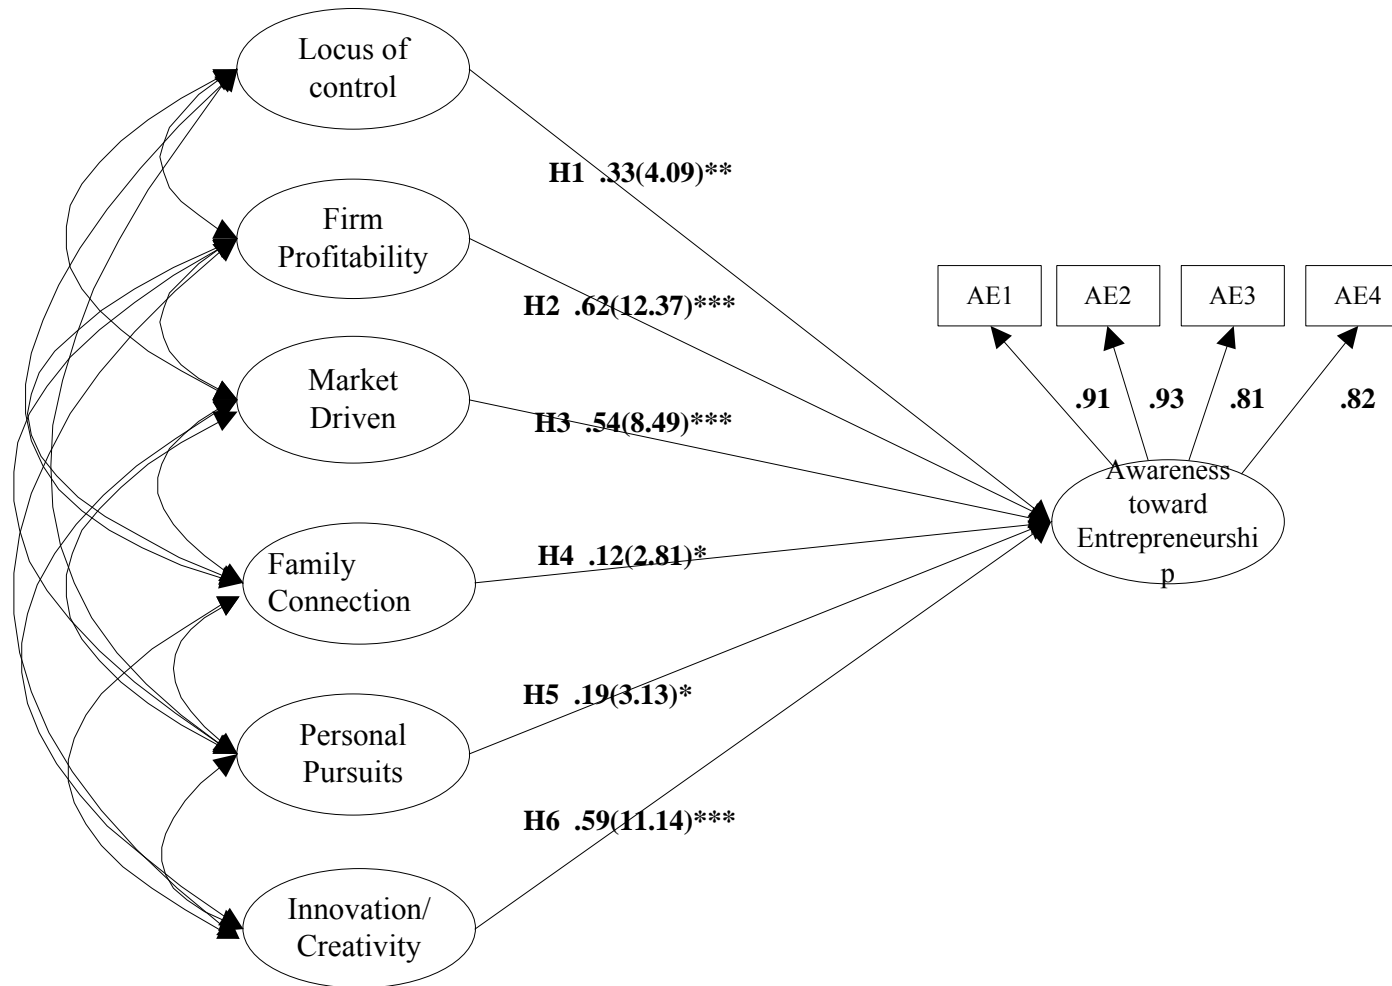 Locus of
control
H1 .33(4.09)**
Firm
Profitability
H2 .62(12.37)***
AE1
AE2
AE3
AE4
Market
Driven
H3 .54(8.49)***
.91
.93
.81
.82
Awareness
toward
Entrepreneurshi
p
Family
Connection
H4 .12(2.81)*
Personal
Pursuits
H5 .19(3.13)*
H6 .59(11.14)***
Innovation/
Creativity